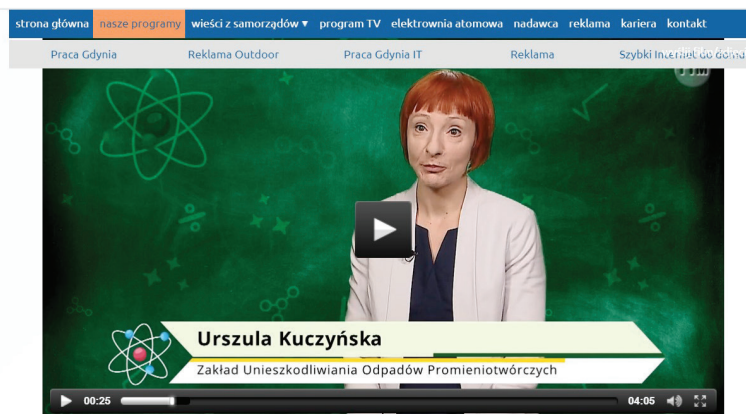 strona główna nasze programy wieści z samorządów ▾ program TV elektrownia atomowa nadawca reklama kariera kontakt
Praca Gdynia Reklama Outdoor Praca Gdynia IT Reklama Szybki Internet do domu
Urszula Kuczyńska
Zakład Unieszkodliwiania Odpadów Promieniotwórczych
00:25 04:05